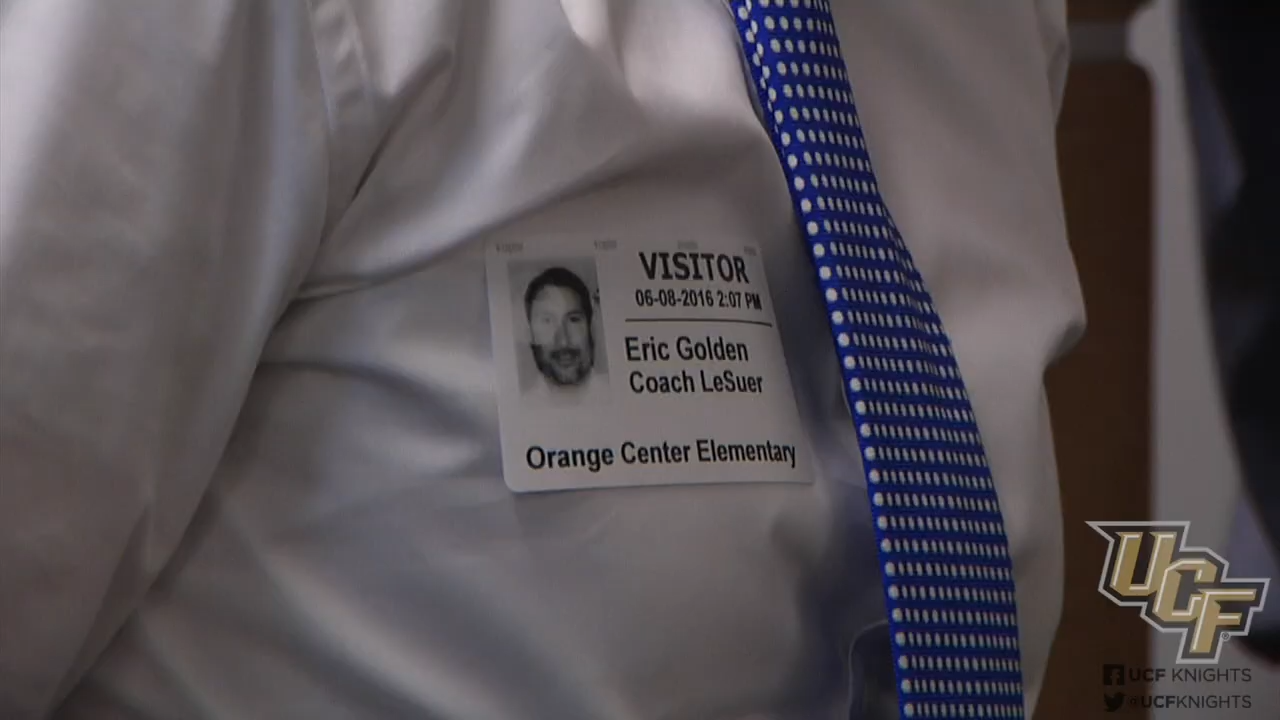 VISITOR
06-08-2016 2:07 PM
Eric Golden
Coach LeSuer
Orange Center Elementary
UCF
UCF KNIGHTS
@UCFKNIGHTS